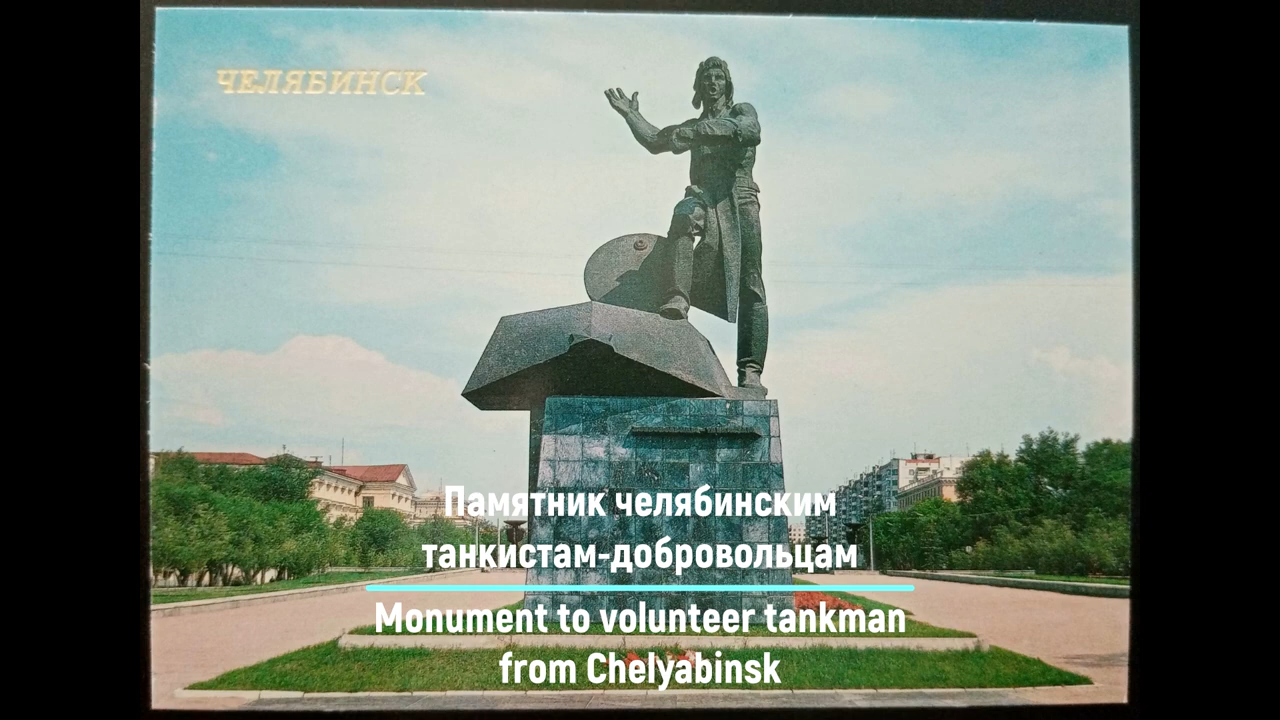 ЧЕЛЯБИНСК
Памятник челябинским
танкистам-добровольцам
Monument to volunteer tankman
from Chelyabinsk